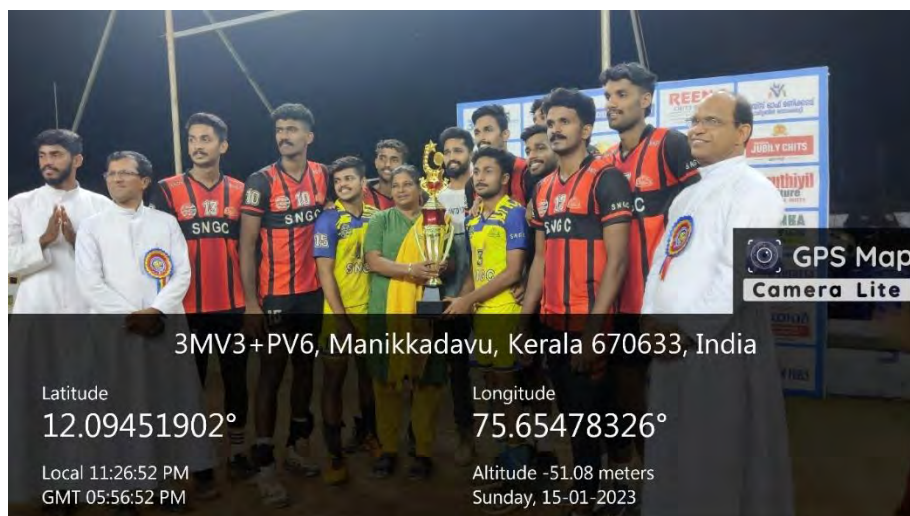 REEN
JUBILY CHITS
uthiyil
13
SNGC
10
SNGC
15
3
SNGC
15
GPS Map
Camera Lite
3MV3+PV6, Manikkadavu, Kerala 670633, India
Latitude
12.09451902°
Longitude
75.65478326°
Local 11:26:52 PM
GMT 05:56:52 PM
Altitude -51.08 meters
Sunday, 15-01-2023